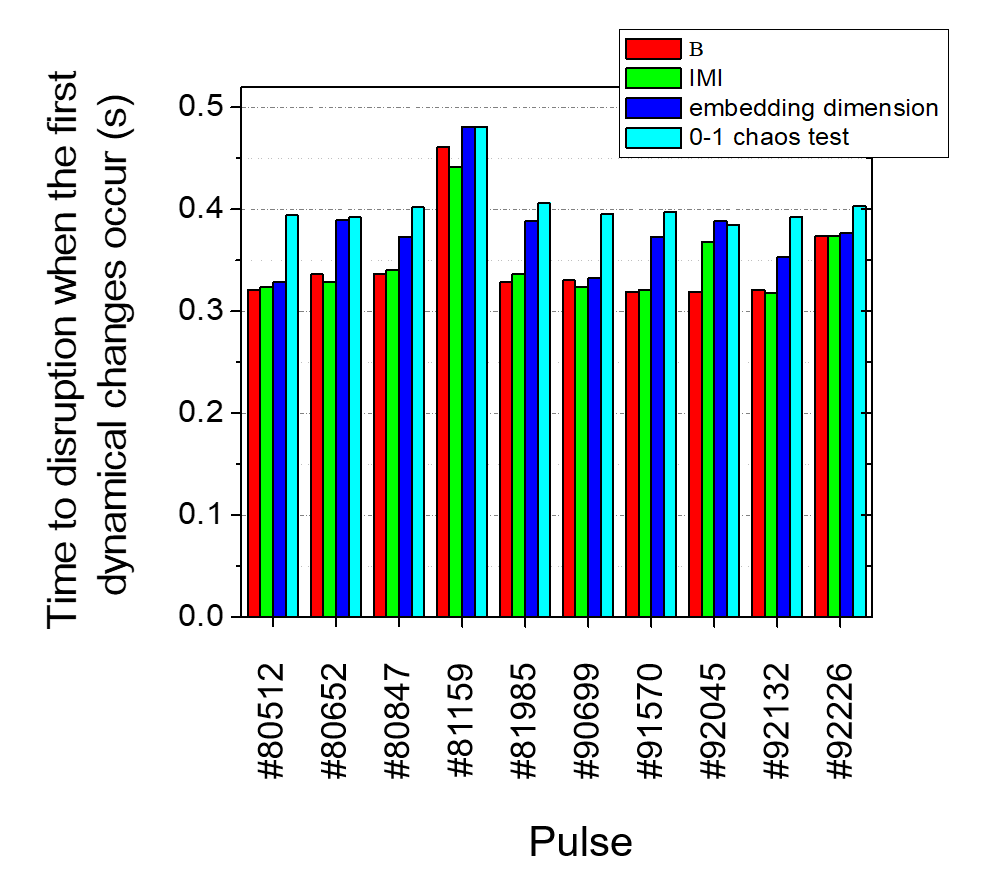 B
IMI
embedding dimension
0-1 chaos test
Time to disruption when the first
dynamical changes occur (s)
0.5
0.4
0.3
0.2
0.1
0.0
#80512
#80652
#80847
#81159
#81985
#90699
#91570
#92045
#92132
#92226
Pulse